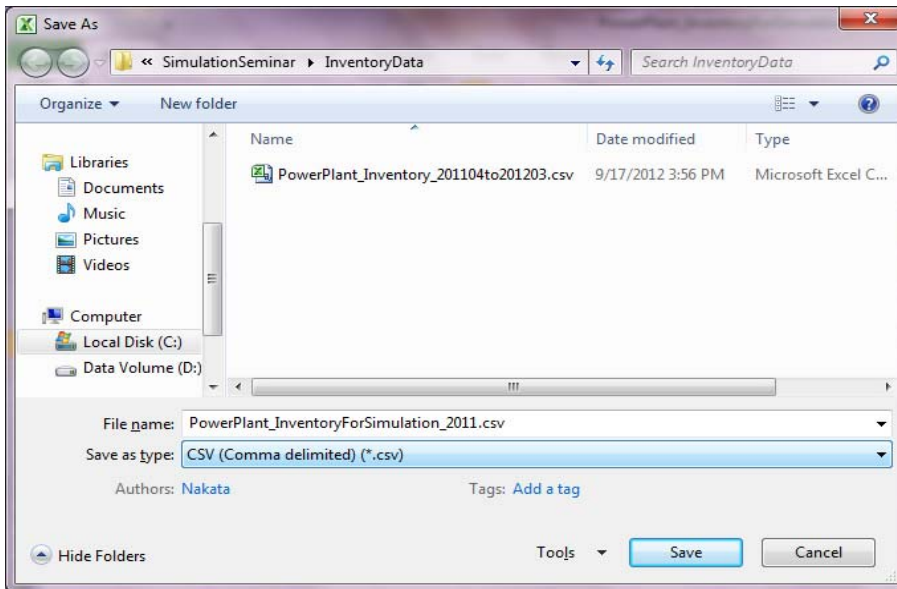 Save As
« SimulationSeminar ▸ InventoryData
Search InventoryData
Organize
New folder
Name
Date modified
Type
PowerPlant_Inventory_201104to201203.csv
9/17/2012 3:56 PM
Microsoft Excel C...
Libraries
Documents
Music
Pictures
Videos
Computer
Local Disk (C:)
Data Volume (D:)
File name: PowerPlant_InventoryForSimulation_2011.csv
Save as type: CSV (Comma delimited) (*.csv)
Authors: Nakata
Tags: Add a tag
Hide Folders
Tools
Save
Cancel